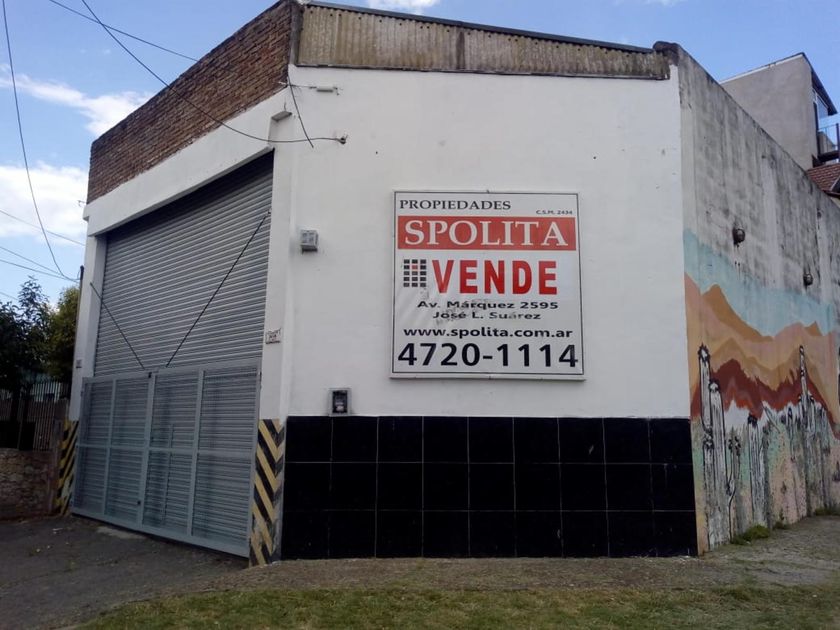 PROPIEDADES
C.S.M. 2434
SPOLITA
VENDE
Av. Márquez 2595
José L. Suárez
www.spolita.com.ar
4720-1114